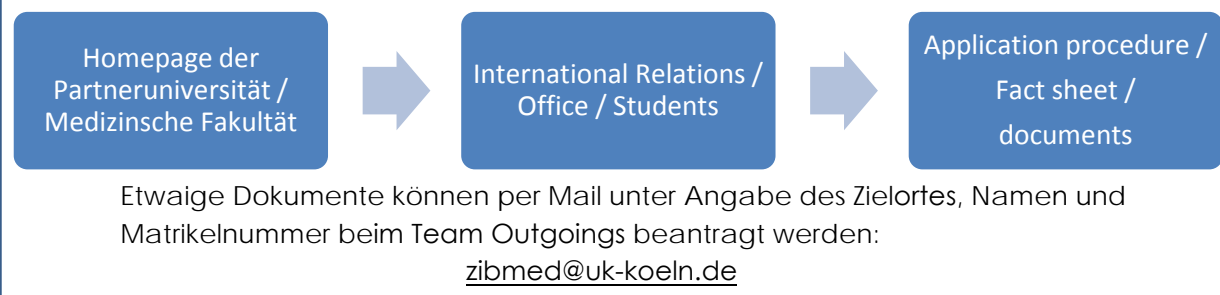 Homepage der
Partneruniversität /
Medizinsche Fakultät
International Relations /
Office / Students
Application procedure /
Fact sheet /
documents
Etwaige Dokumente können per Mail unter Angabe des Zielortes, Namen und
Matrikelnummer beim Team Outgoings beantragt werden:
zibmed@uk-koeln.de